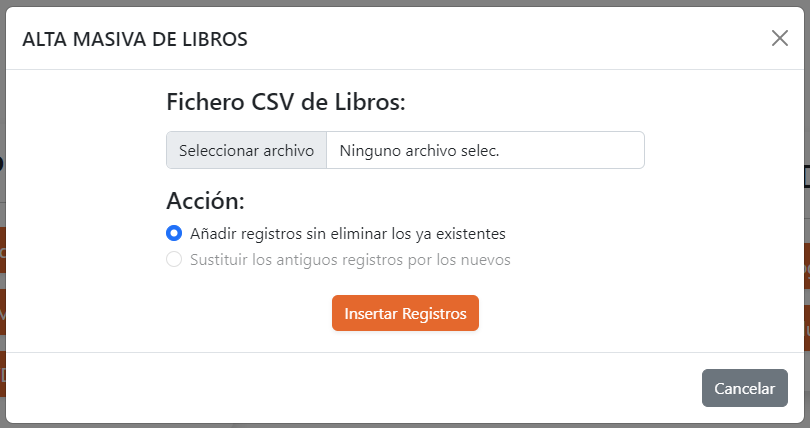 ALTA MASIVA DE LIBROS
Fichero CSV de Libros:
Seleccionar archivo Ninguno archivo selec.
Acción:
Añadir registros sin eliminar los ya existentes
Sustituir los antiguos registros por los nuevos
Insertar Registros
Cancelar